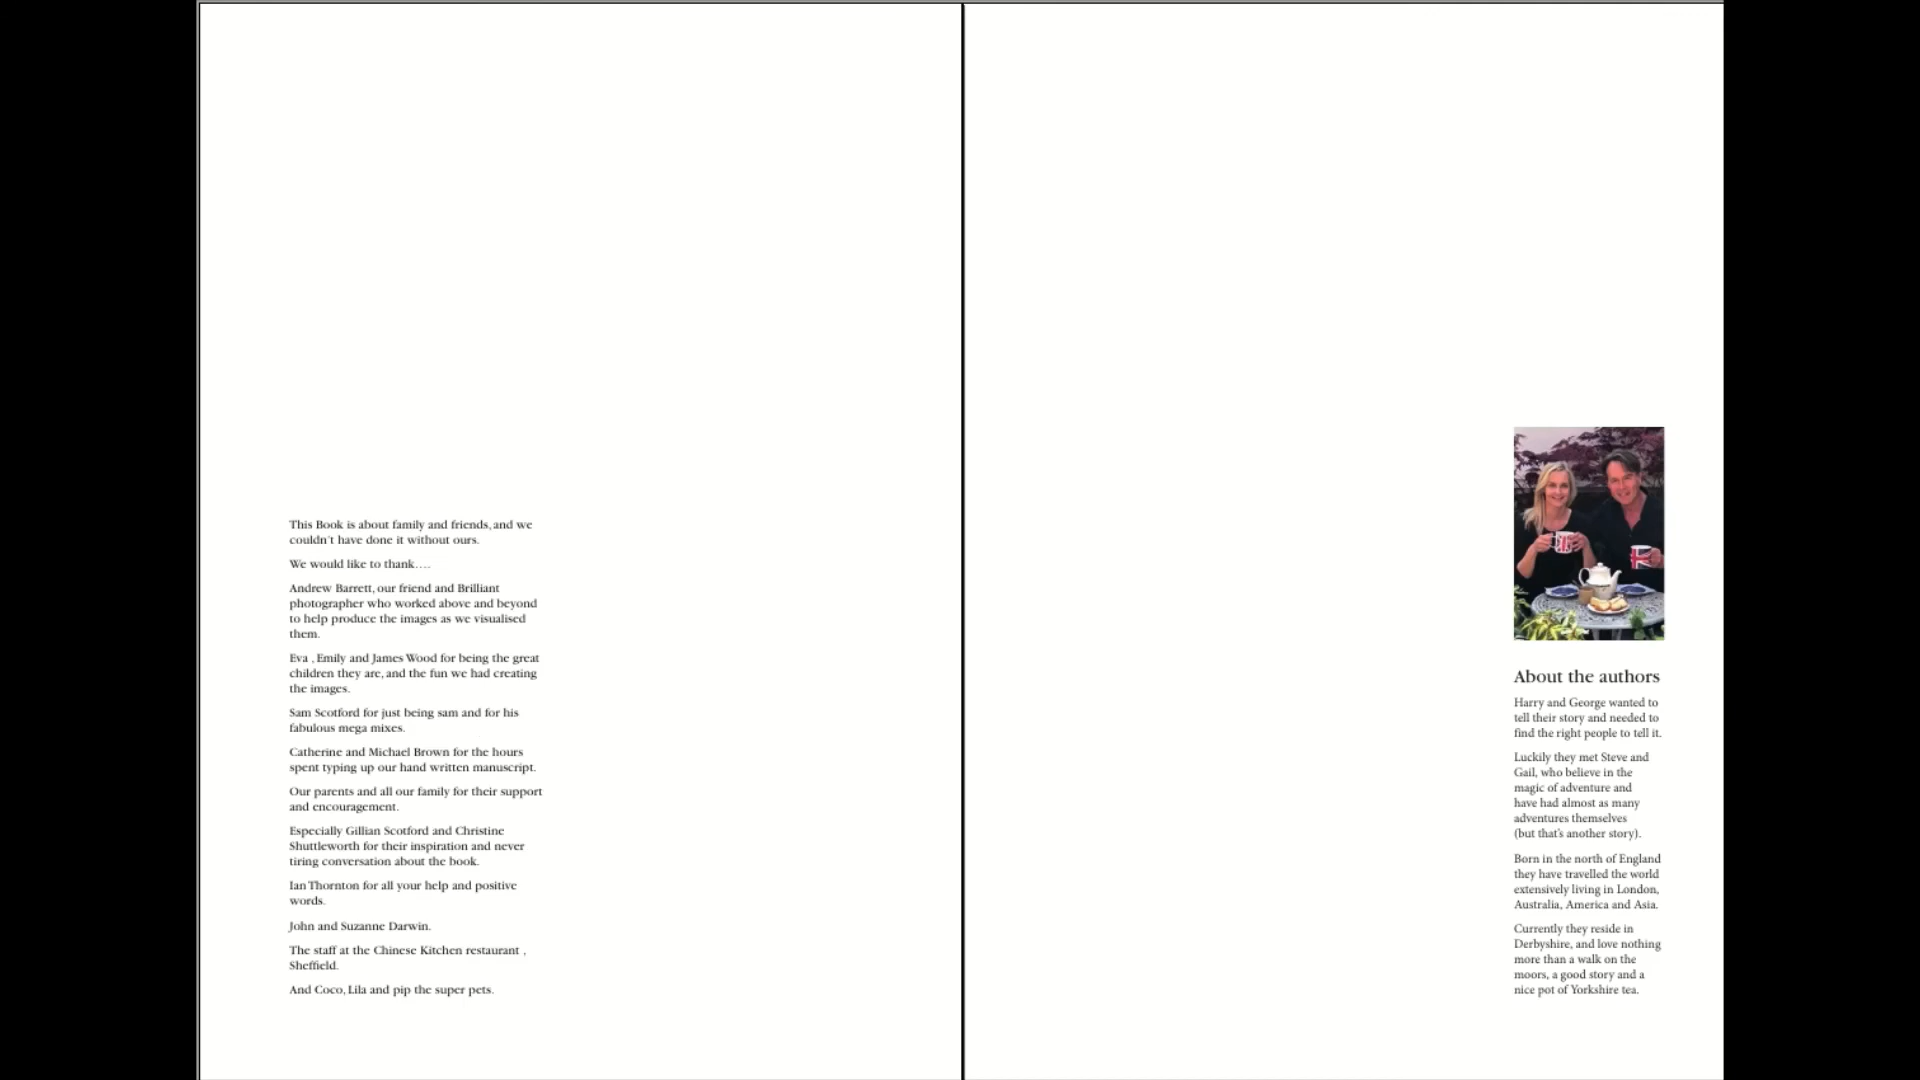 This Book is about family and friends, and we
couldn't have done it without ours.
We would like to thank....
Andrew Barrett, our friend and Brilliant
photographer who worked above and beyond
to help produce the images as we visualised
them.
Eva , Emily and James Wood for being the great
children they are, and the fun we had creating
the images.
Sam Scotford for just being sam and for his
fabulous mega mixes.
Catherine and Michael Brown for the hours
spent typing up our hand written manuscript.
Our parents and all our family for their support
and encouragement.
Especially Gillian Scotford and Christine
Shuttleworth for their inspiration and never
tiring conversation about the book.
Ian Thornton for all your help and positive
words.
John and Suzanne Darwin.
The staff at the Chinese Kitchen restaurant ,
Sheffield.
And Coco, Lila and pip the super pets.
About the authors
Harry and George wanted to
tell their story and needed to
find the right people to tell it.
Luckily they met Steve and
Gail, who believe in the
magic of adventure and
have had almost as many
adventures themselves
(but that's another story).
Born in the north of England
they have travelled the world
extensively living in London,
Australia, America and Asia.
Currently they reside in
Derbyshire, and love nothing
more than a walk on the
moors, a good story and a
nice pot of Yorkshire tea.